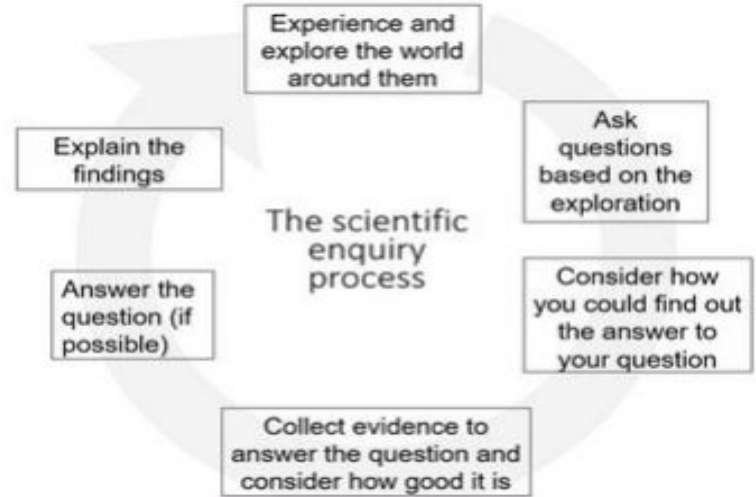 Experience and
explore the world
around them
Ask
questions
based on the
exploration
Consider how
you could find out
the answer to
your question
Collect evidence to
answer the question and
consider how good it is
Answer the
question (if
possible)
Explain the
findings
The scientific
enquiry
process